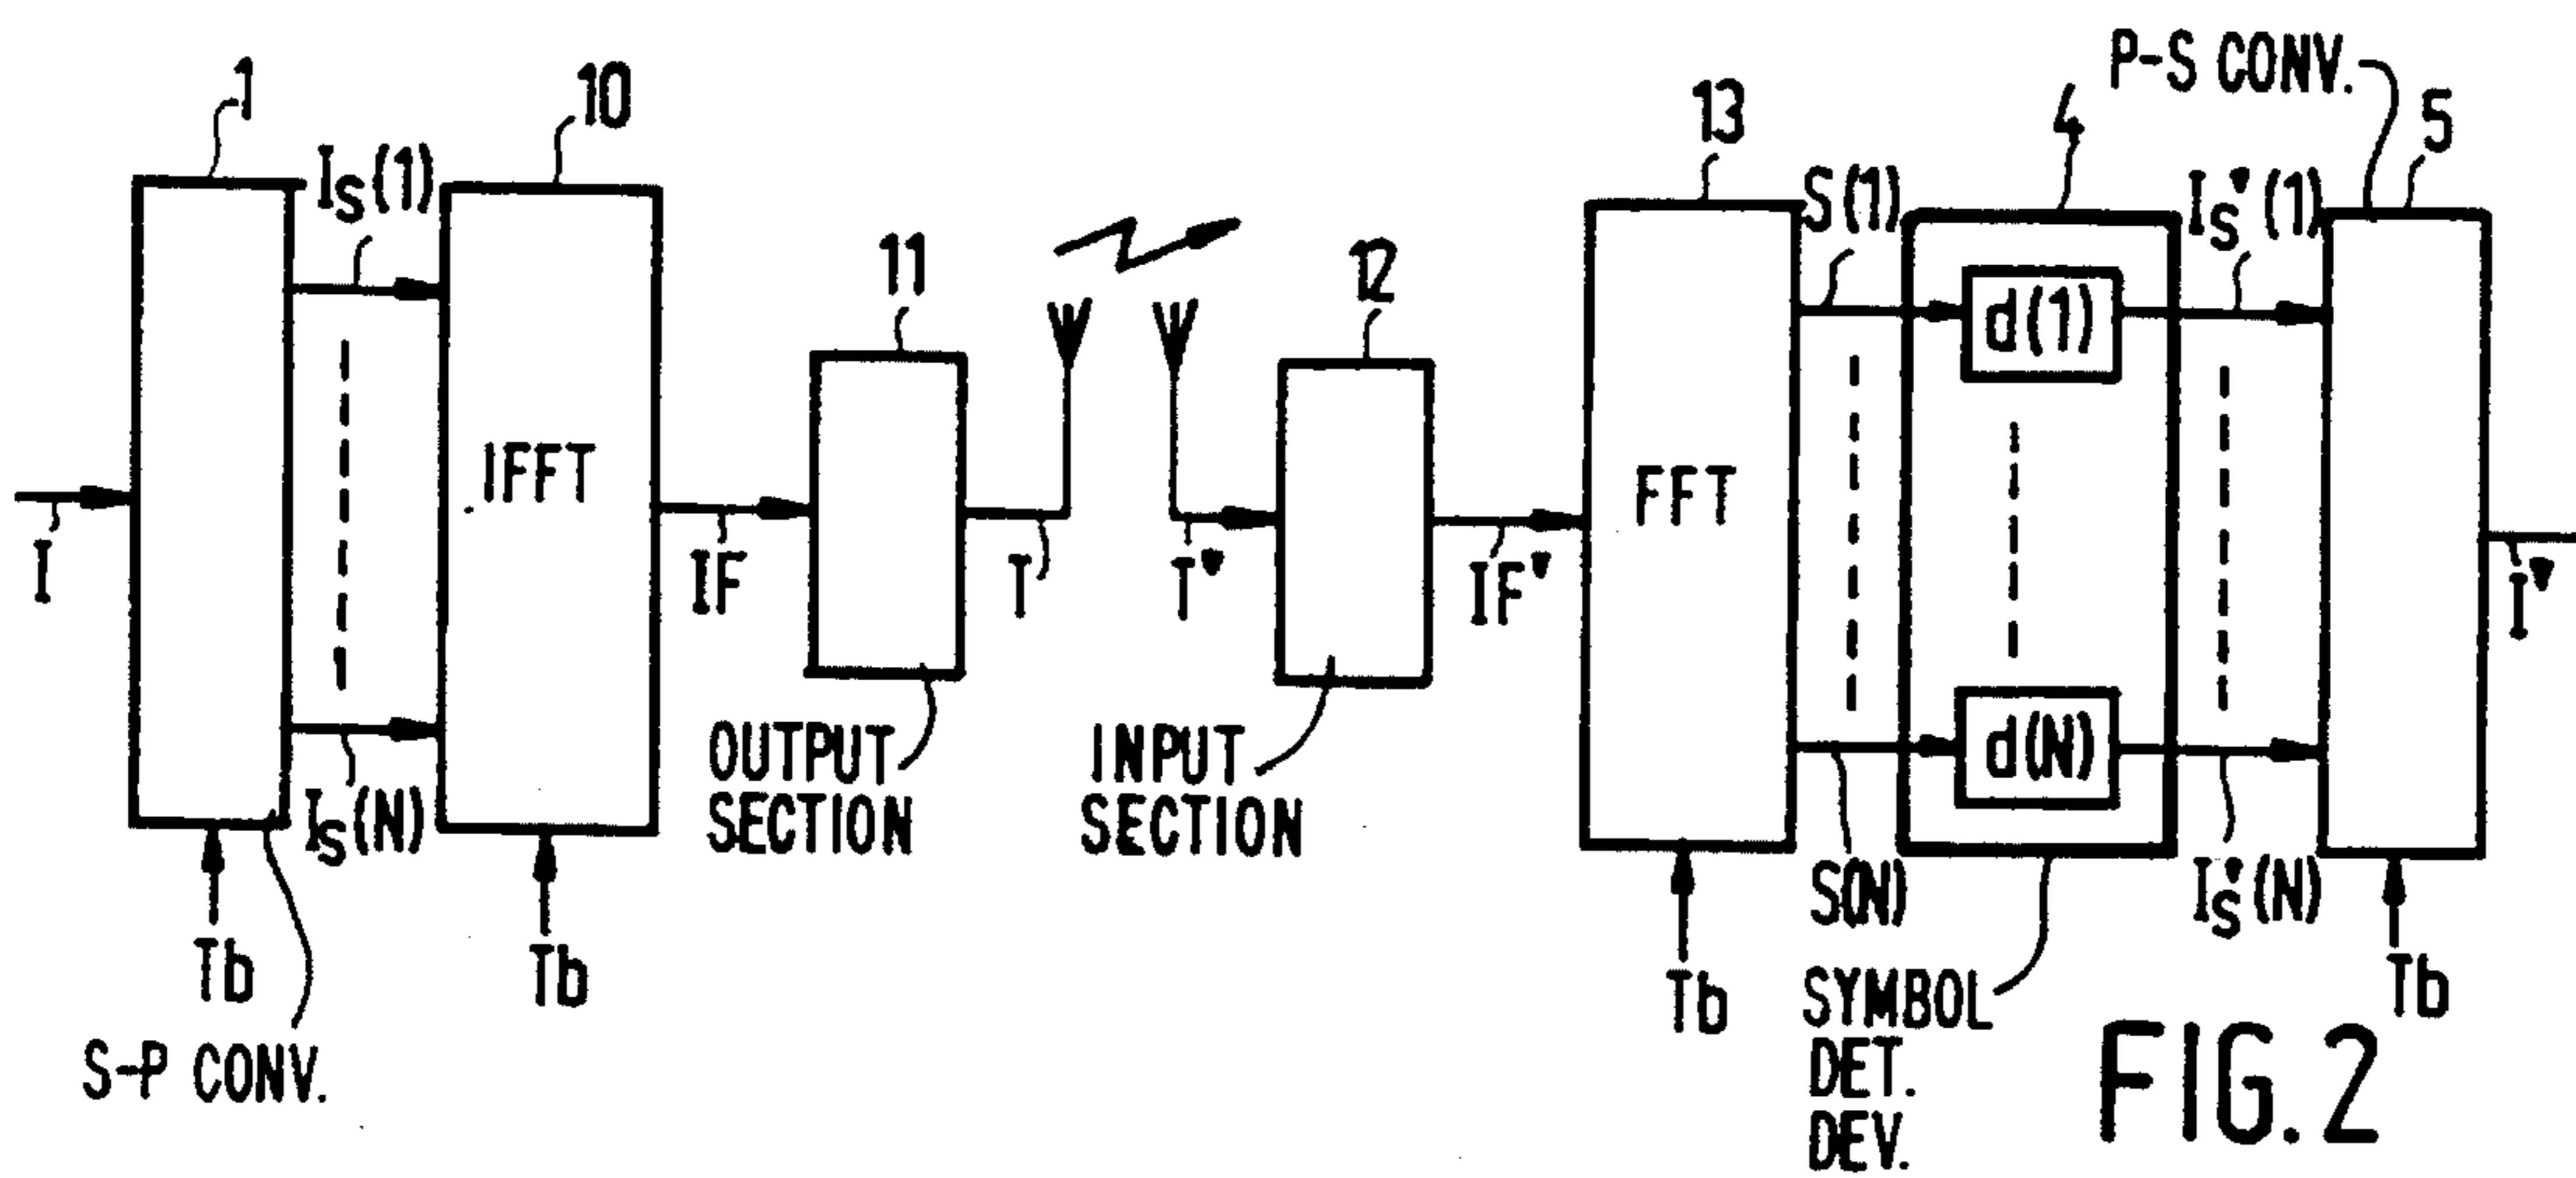 P-S CONV.
1
10
13
4
5
Is(1)
S(1)
Is'(1)
11
12
d(1)
IFFT
FFT
I
IF
T
T'
IF'
I'
OUTPUT
SECTION
INPUT
SECTION
d(N)
Is(N)
S(N)
Is'(N)
Tb
Tb
Tb
Tb
S-P CONV.
SYMBOL
DET.
DEV.
FIG. 2